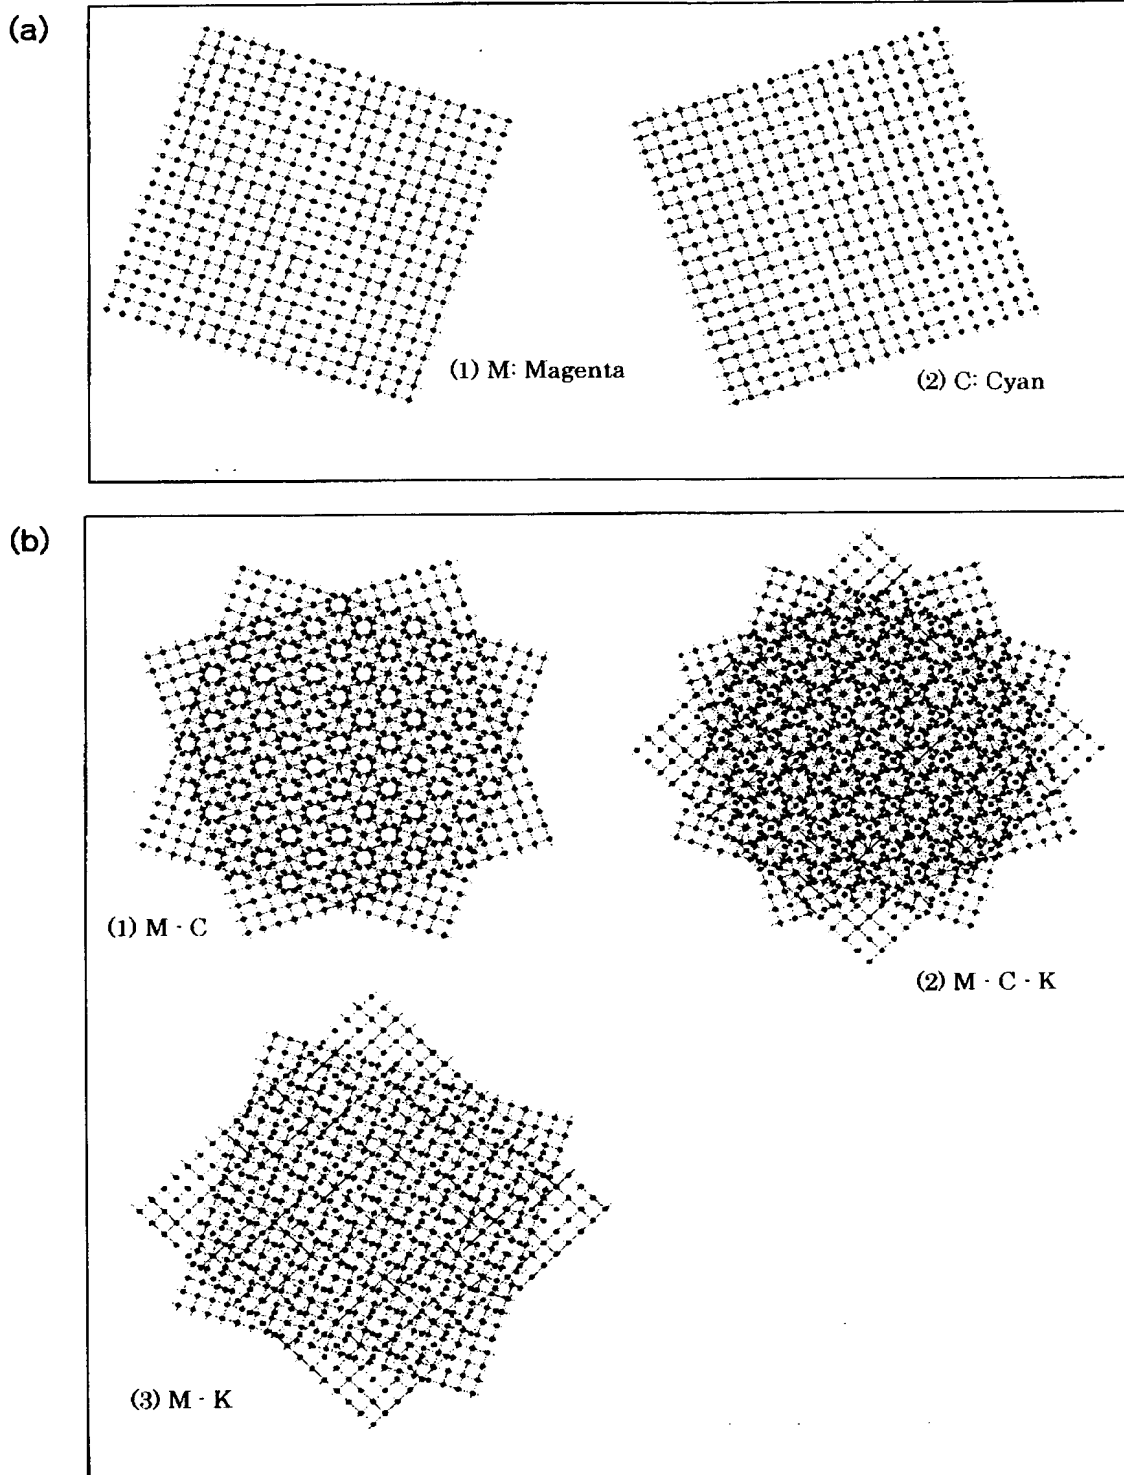 (a)
(1) M: Magenta
(2) C: Cyan
(b)
(1) M · C
(2) M · C · K
(3) M · K